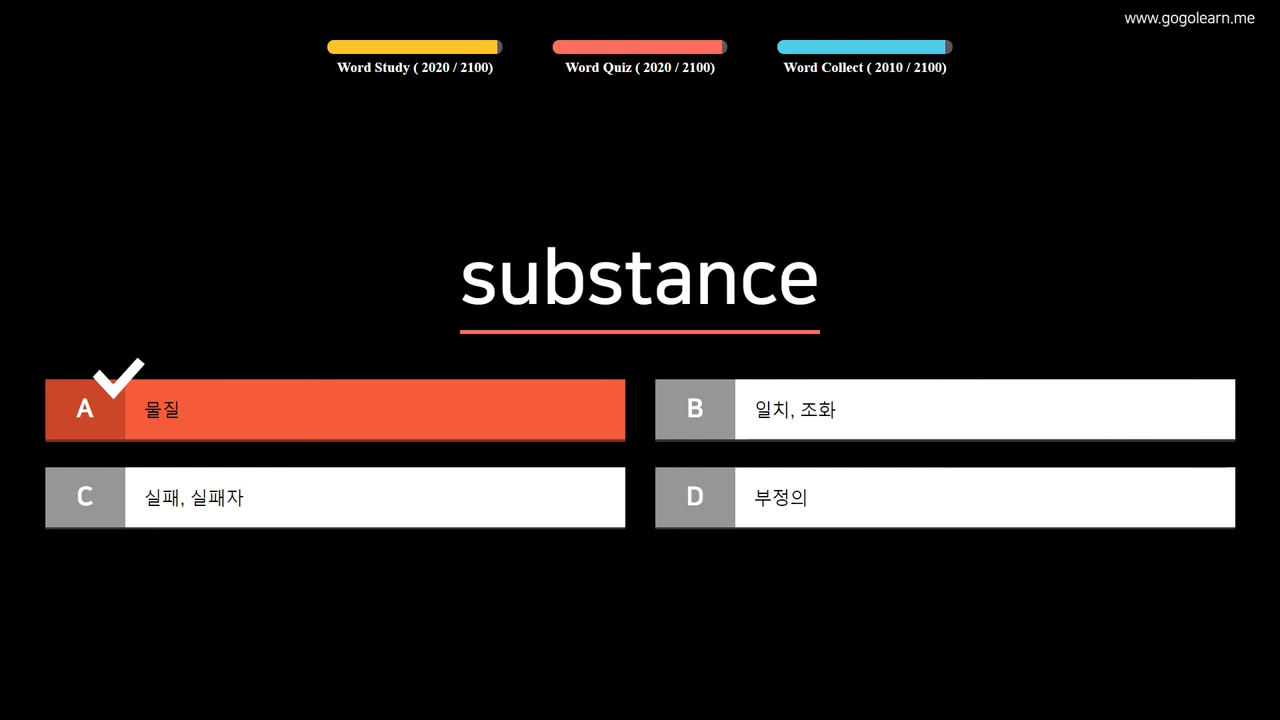 www.gogolearn.me
Word Study ( 2020 / 2100)
Word Quiz ( 2020 / 2100)
Word Collect ( 2010 / 2100)
substance
A 물질
B 일치, 조화
C 실패, 실패자
D 부정의